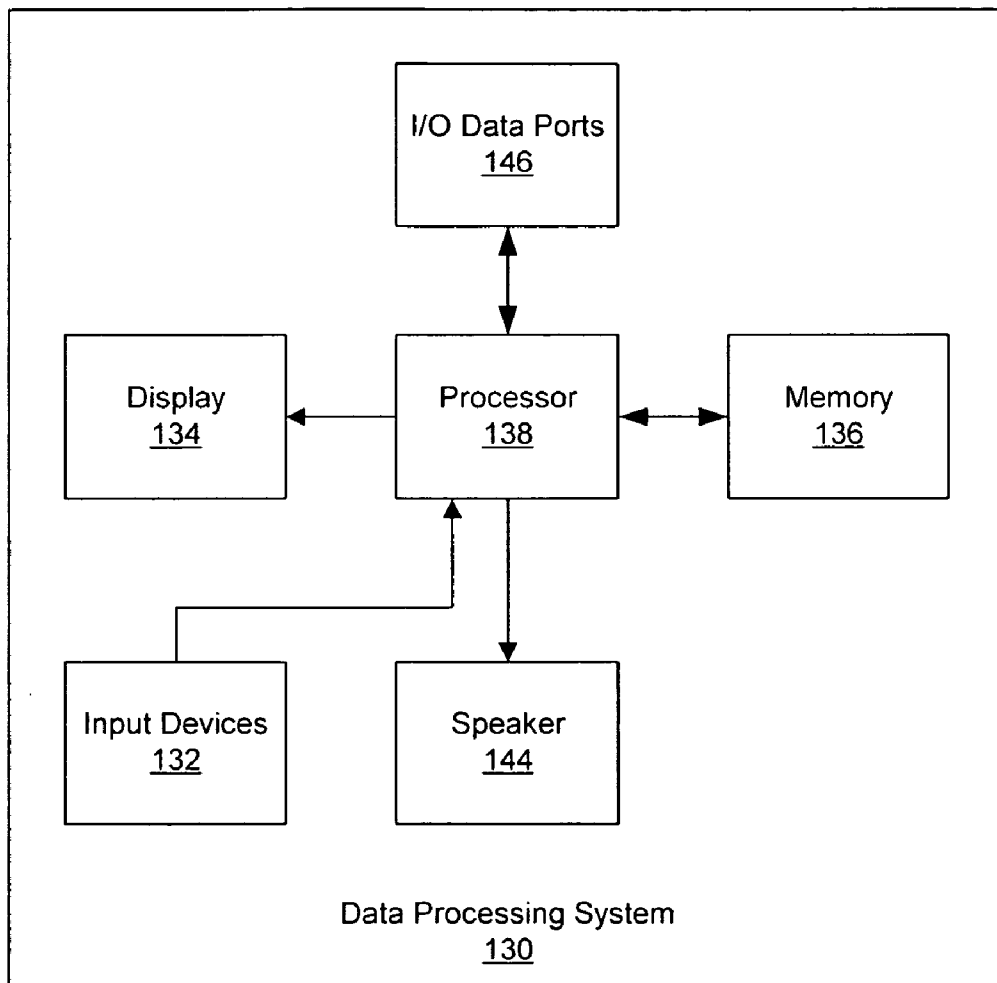 I/O Data Ports
146
Display
134
Processor
138
Memory
136
Input Devices
132
Speaker
144
Data Processing System
130